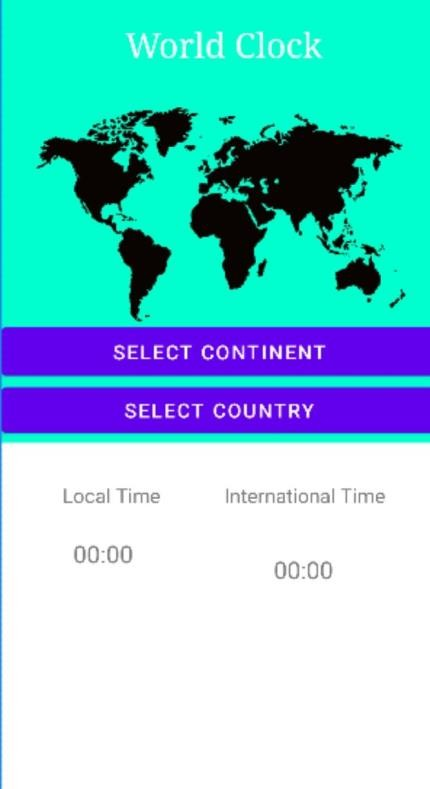 World Clock
SELECT CONTINENT
SELECT COUNTRY
Local Time International Time
00:00
00:00